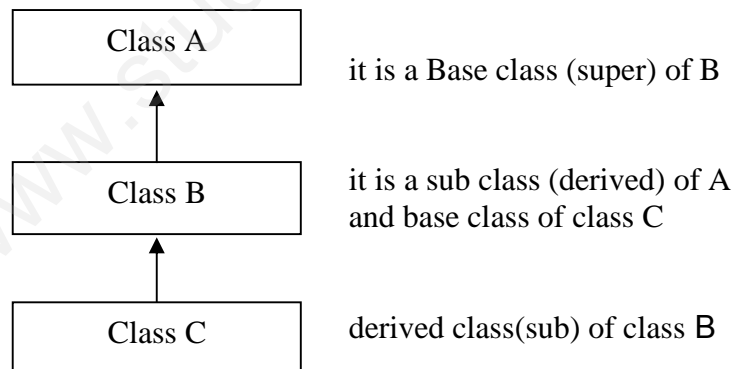 Class A
it is a Base class (super) of B
Class B
it is a sub class (derived) of A
and base class of class C
Class C
derived class(sub) of class B